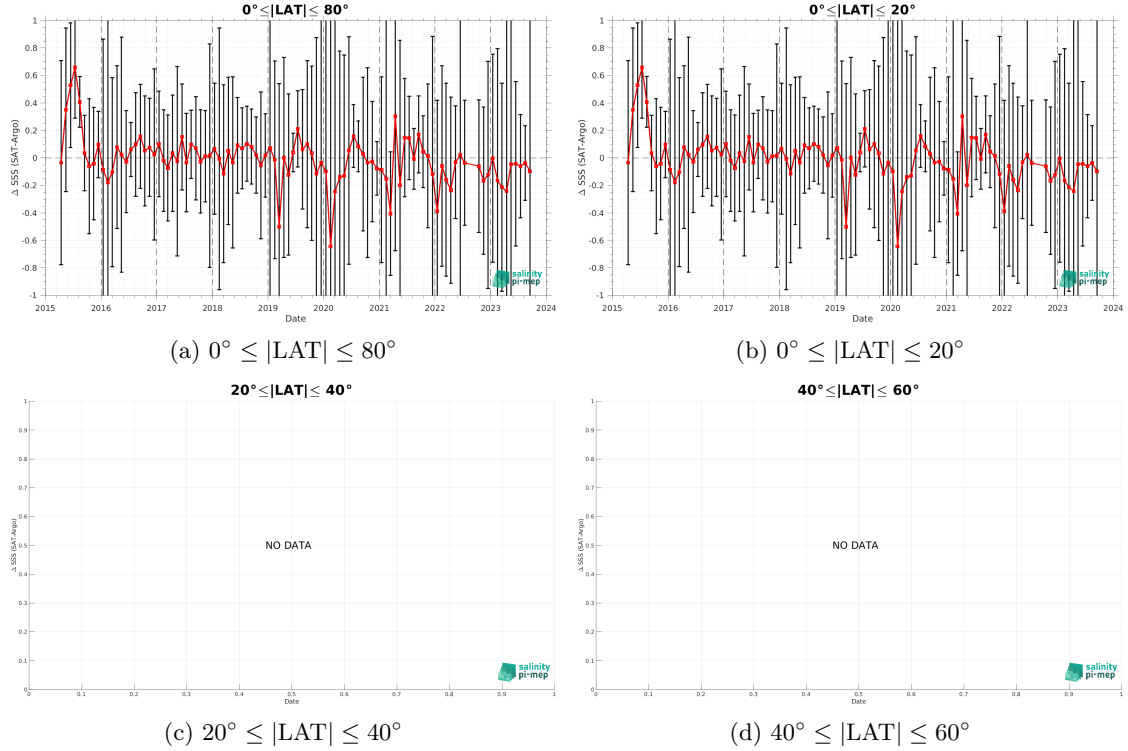 0°≤|LAT|≤ 80°
1
0.8
0.6
0.4
0.2
0
-0.2
-0.4
-0.6
-0.8
-1
Δ SSS (SAT-Argo)
2015 2016 2017 2018 2019 2020 2021 2022 2023 2024
Date
salinity
pi-mep
(a) 0° ≤ |LAT| ≤ 80°
0°≤|LAT|≤ 20°
1
0.8
0.6
0.4
0.2
0
-0.2
-0.4
-0.6
-0.8
-1
Δ SSS (SAT-Argo)
2015 2016 2017 2018 2019 2020 2021 2022 2023 2024
Date
salinity
pi-mep
(b) 0° ≤ |LAT| ≤ 20°
20°≤|LAT|≤ 40°
1
0.9
0.8
0.7
0.6
0.5
0.4
0.3
0.2
0.1
0
Δ SSS (SAT-Argo)
NO DATA
0 0.1 0.2 0.3 0.4 0.5 0.6 0.7 0.8 0.9 1
Date
salinity
pi-mep
(c) 20° ≤ |LAT| ≤ 40°
40°≤|LAT|≤ 60°
1
0.9
0.8
0.7
0.6
0.5
0.4
0.3
0.2
0.1
0
Δ SSS (SAT-Argo)
NO DATA
0 0.1 0.2 0.3 0.4 0.5 0.6 0.7 0.8 0.9 1
Date
salinity
pi-mep
(d) 40° ≤ |LAT| ≤ 60°